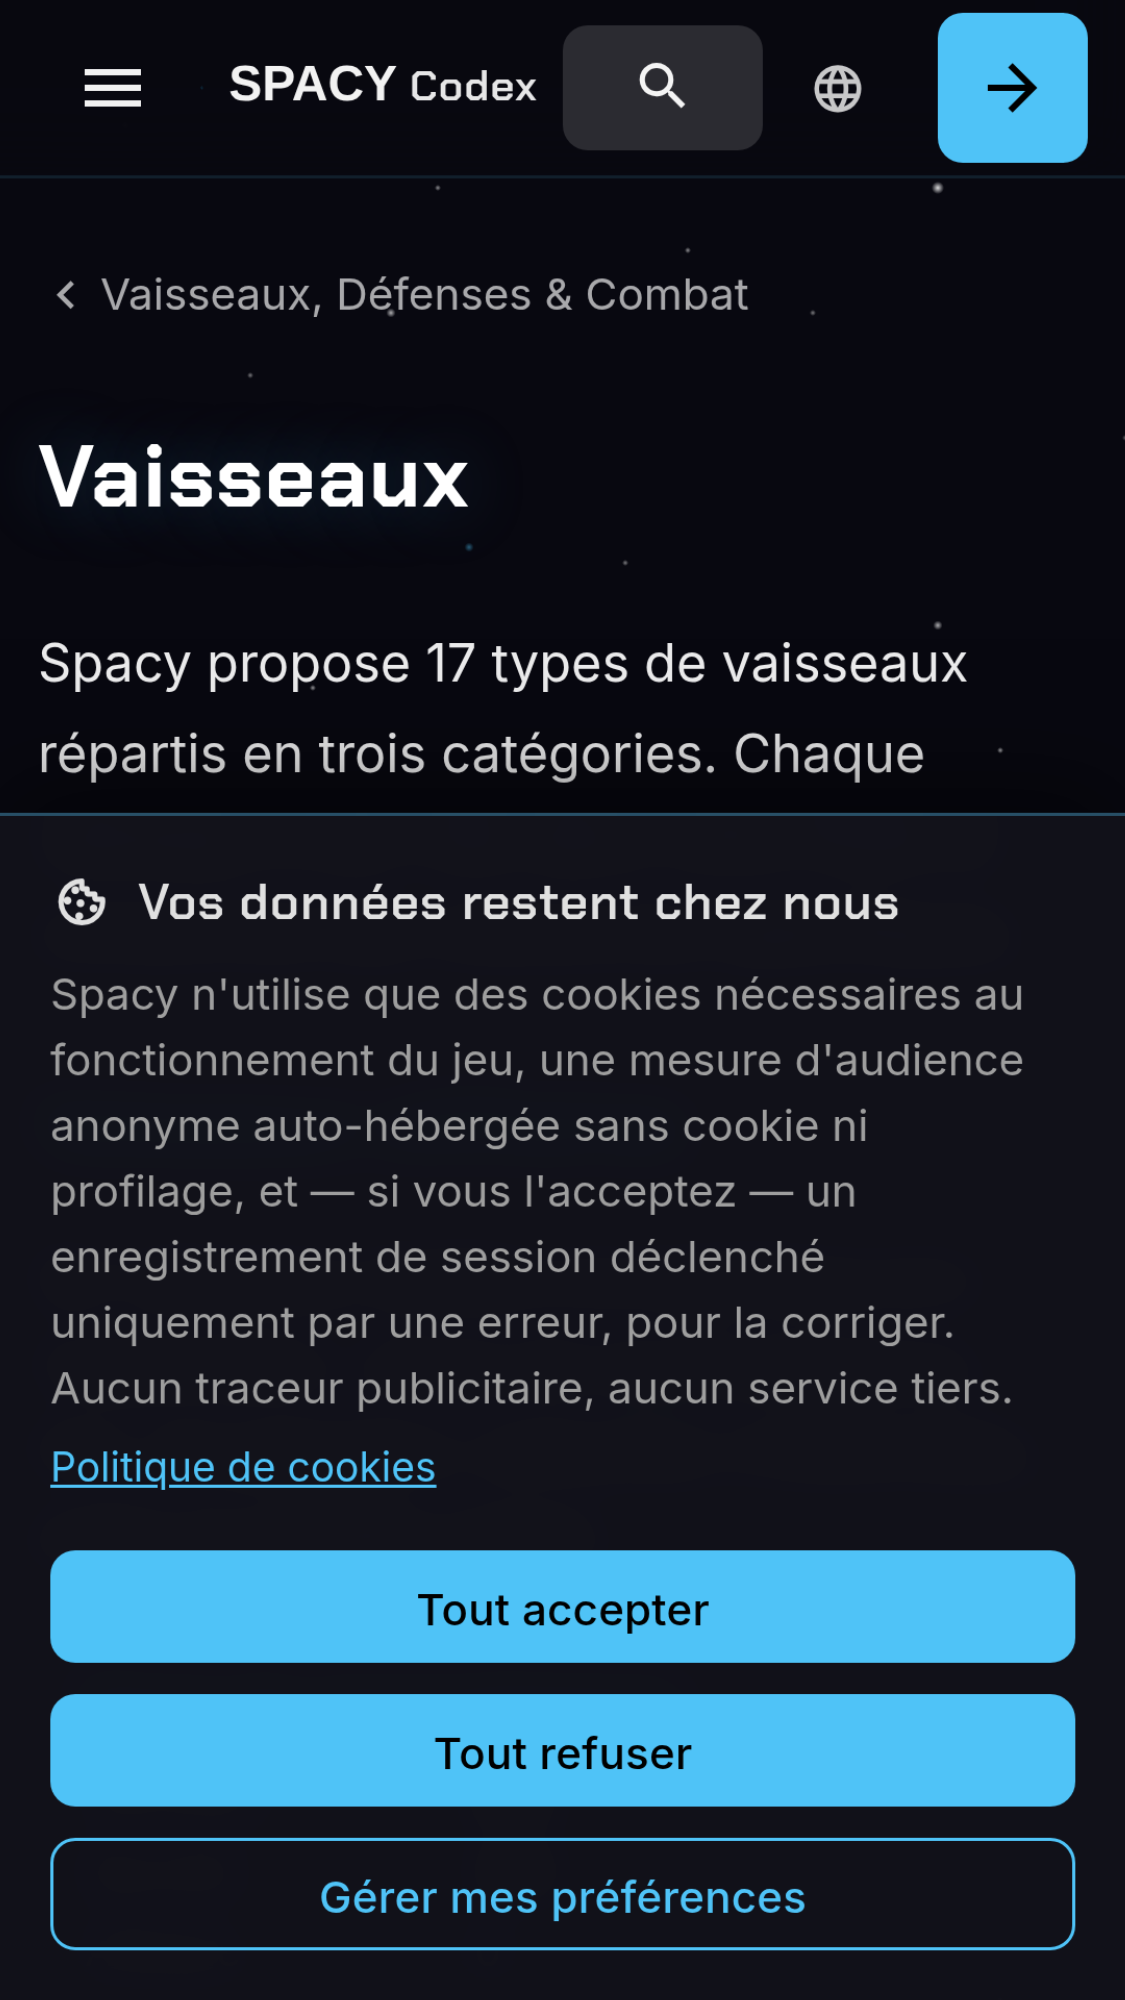 SPACY Codex
Vaisseaux, Défenses & Combat
Vaisseaux
Spacy propose 17 types de vaisseaux
répartis en trois catégories. Chaque
Vos données restent chez nous
Spacy n'utilise que des cookies nécessaires au
fonctionnement du jeu, une mesure d'audience
anonyme auto-hébergée sans cookie ni
profilage, et — si vous l'acceptez — un
enregistrement de session déclenché
uniquement par une erreur, pour la corriger.
Aucun traceur publicitaire, aucun service tiers.
Politique de cookies
Tout accepter
Tout refuser
Gérer mes préférences